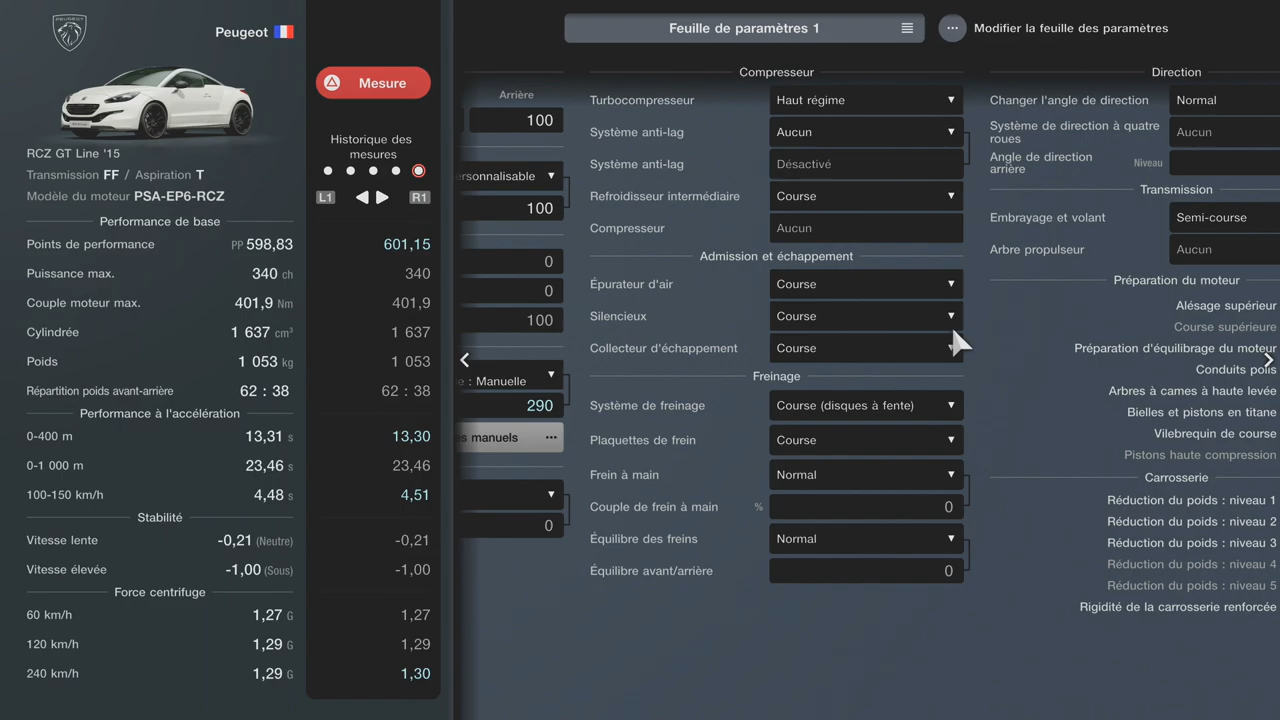 PEUGEOT
Peugeot
RCZ GT Line '15
Transmission FF / Aspiration T
Modèle du moteur PSA-EP6-RCZ
Performance de base
Points de performance PP 598,83
Puissance max. 340 ch
Couple moteur max. 401,9 Nm
Cylindrée 1 637 cm³
Poids 1 053 kg
Répartition poids avant-arrière 62 : 38
Performance à l'accélération
0-400 m 13,31 s
0-1 000 m 23,46 s
100-150 km/h 4,48 s
Stabilité
Vitesse lente -0,21 (Neutre)
Vitesse élevée -1,00 (Sous)
Force centrifuge
60 km/h 1,27 G
120 km/h 1,29 G
240 km/h 1,29 G
Mesure
Historique des
mesures
L1 R1
601,15
340
401,9
1 637
1 053
62 : 38
13,30
23,46
4,51
-0,21
-1,00
1,27
1,29
1,30
Feuille de paramètres 1
Modifier la feuille des paramètres
Arrière
100
ersonnalisable
100
0
0
100
e : Manuelle
290
es manuels
0
Compresseur
Turbocompresseur Haut régime
Système anti-lag Aucun
Système anti-lag Désactivé
Refroidisseur intermédiaire Course
Compresseur Aucun
Admission et échappement
Épurateur d'air Course
Silencieux Course
Collecteur d'échappement Course
Freinage
Système de freinage Course (disques à fente)
Plaquettes de frein Course
Frein à main Normal
Couple de frein à main % 0
Équilibre des freins Normal
Équilibre avant/arrière 0
Direction
Changer l'angle de direction Normal
Système de direction à quatre
roues Aucun
Angle de direction
arrière Niveau
Transmission
Embrayage et volant Semi-course
Arbre propulseur Aucun
Préparation du moteur
Alésage supérieur
Course supérieure
Préparation d'équilibrage du moteur
Conduits polis
Arbres à cames à haute levée
Bielles et pistons en titane
Vilebrequin de course
Pistons haute compression
Carrosserie
Réduction du poids : niveau 1
Réduction du poids : niveau 2
Réduction du poids : niveau 3
Réduction du poids : niveau 4
Réduction du poids : niveau 5
Rigidité de la carrosserie renforcée